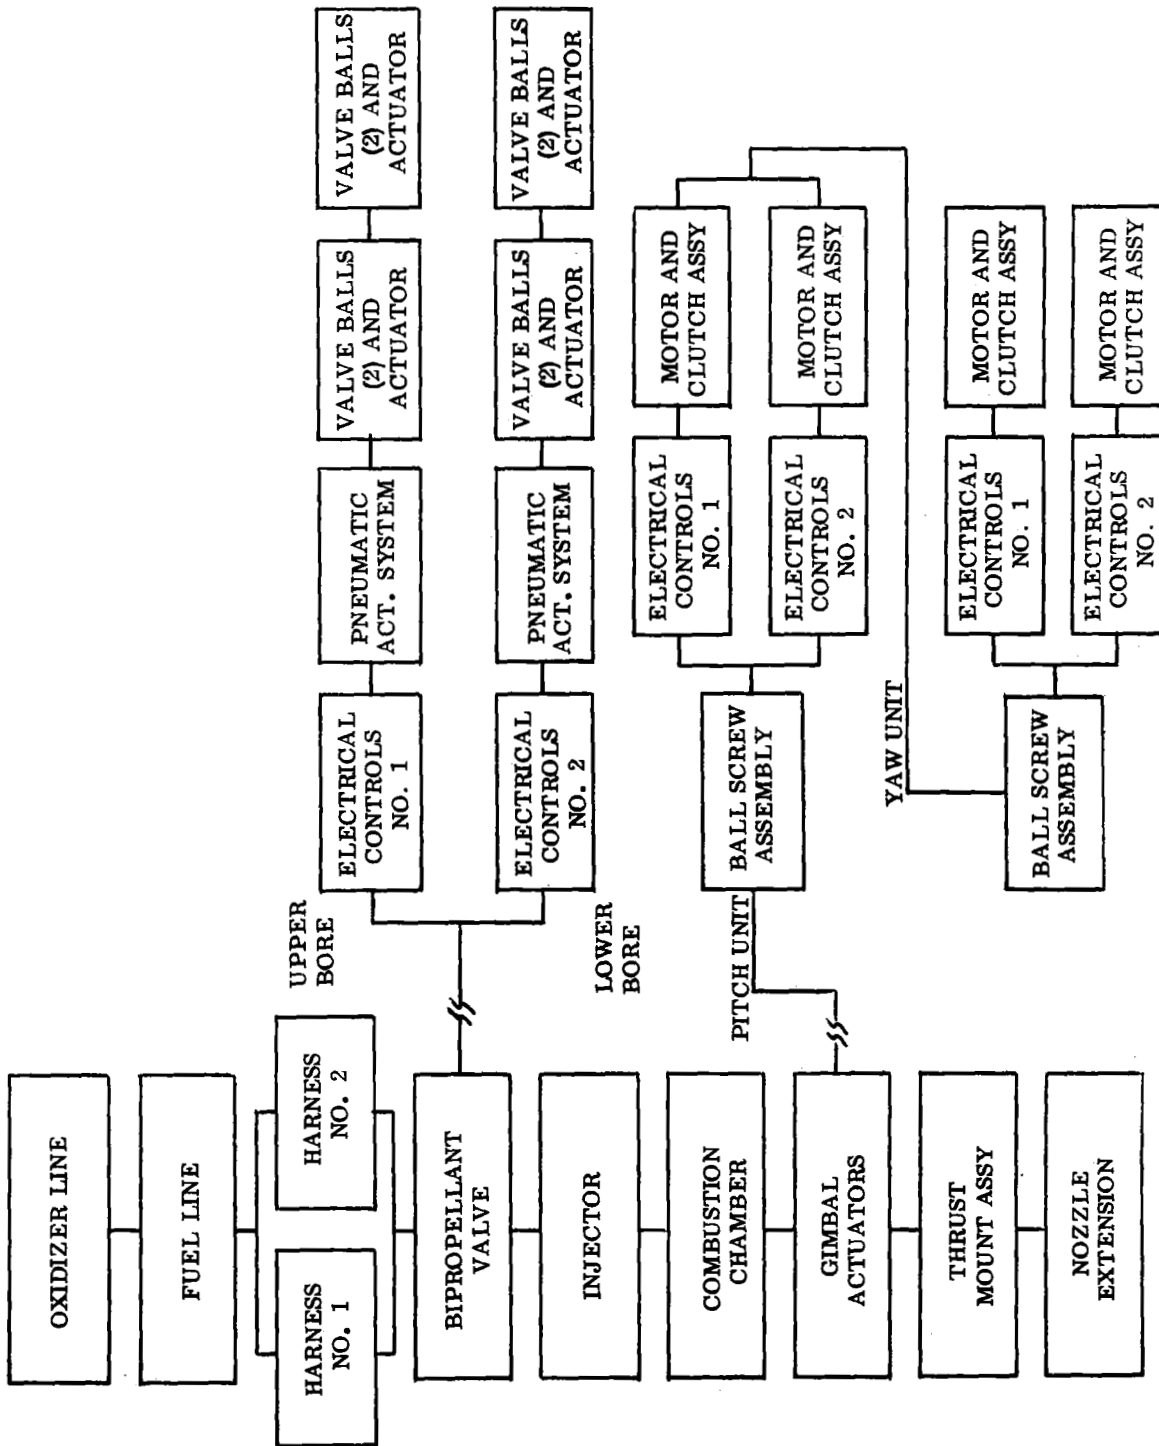 OXIDIZER LINE
FUEL LINE
HARNESS
NO. 1
HARNESS
NO. 2
BIPROPELLANT
VALVE
INJECTOR
COMBUSTION
CHAMBER
GIMBAL
ACTUATORS
THRUST
MOUNT ASSY
NOZZLE
EXTENSION
UPPER
BORE
ELECTRICAL
CONTROLS
NO. 1
PNEUMATIC
ACT. SYSTEM
VALVE BALLS
(2) AND
ACTUATOR
VALVE BALLS
(2) AND
ACTUATOR
LOWER
BORE
ELECTRICAL
CONTROLS
NO. 2
PNEUMATIC
ACT. SYSTEM
VALVE BALLS
(2) AND
ACTUATOR
VALVE BALLS
(2) AND
ACTUATOR
PITCH UNIT
BALL SCREW
ASSEMBLY
ELECTRICAL
CONTROLS
NO. 1
MOTOR AND
CLUTCH ASSY
ELECTRICAL
CONTROLS
NO. 2
MOTOR AND
CLUTCH ASSY
YAW UNIT
BALL SCREW
ASSEMBLY
ELECTRICAL
CONTROLS
NO. 1
MOTOR AND
CLUTCH ASSY
ELECTRICAL
CONTROLS
NO. 2
MOTOR AND
CLUTCH ASSY